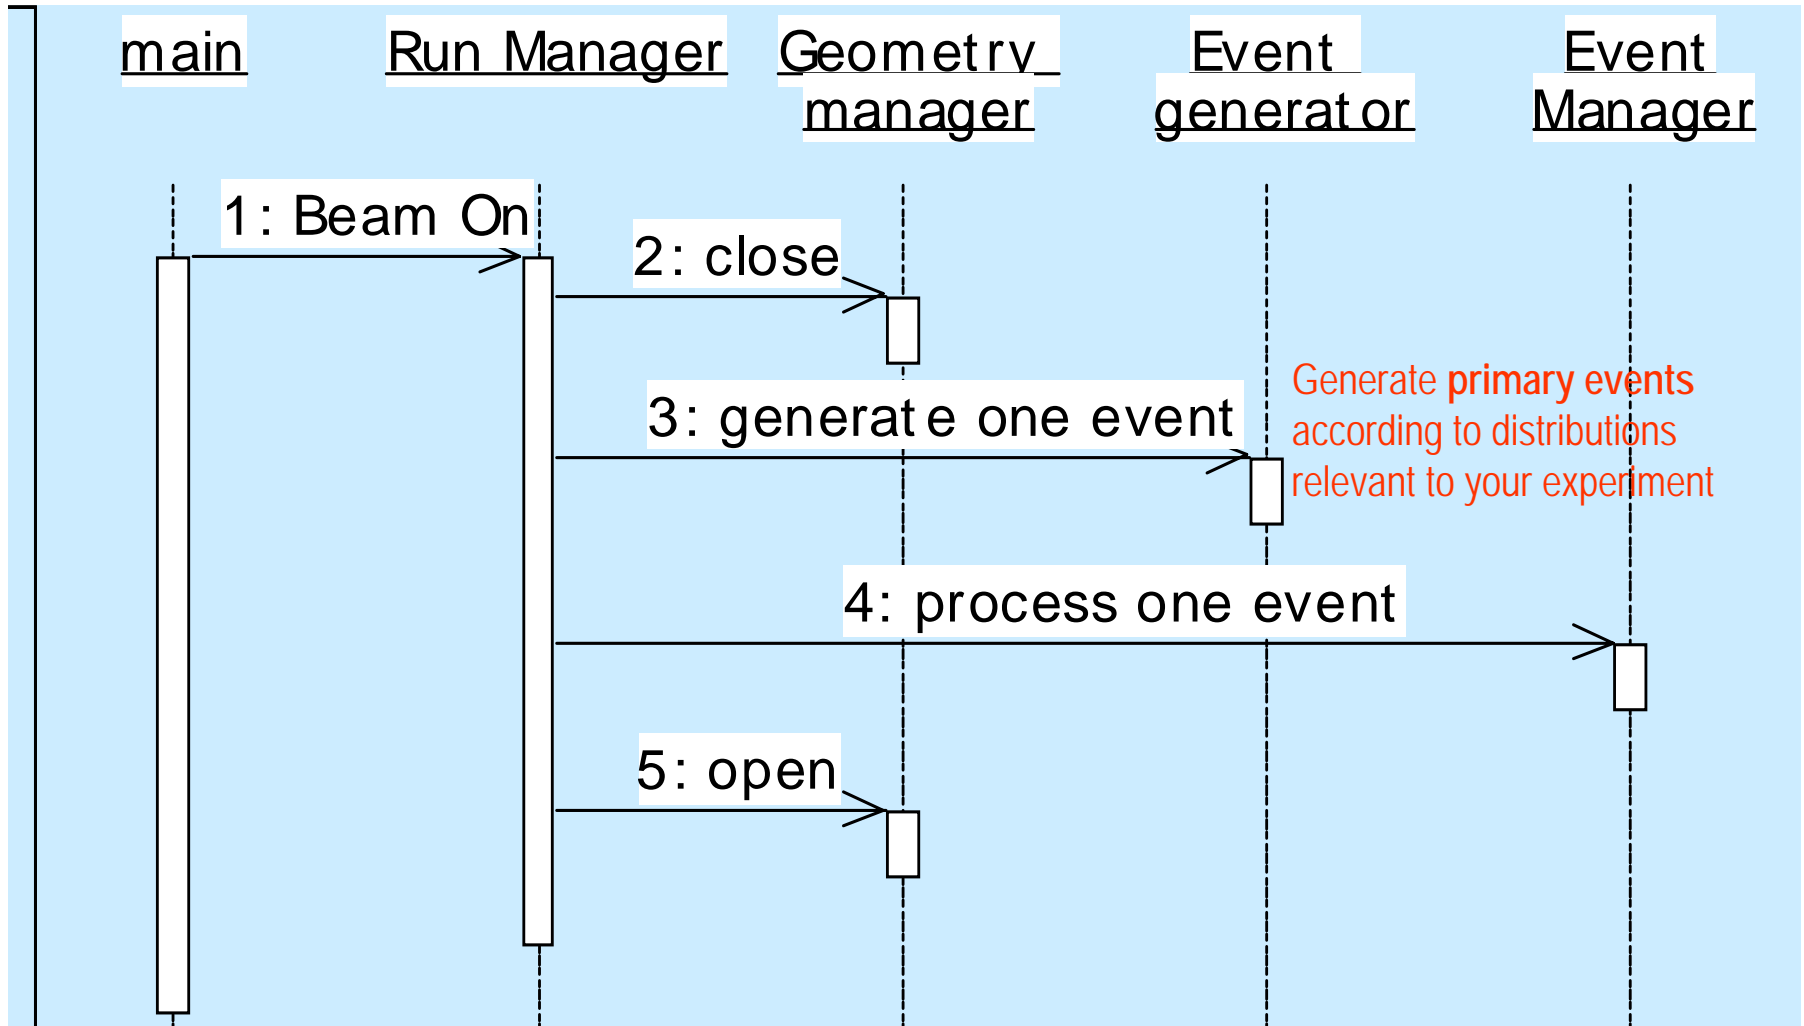 main
Run Manager
Geometry
manager
Event
generator
Event
Manager
1: Beam On
2: close
3: generate one event
Generate primary events
according to distributions
relevant to your experiment
4: process one event
5: open